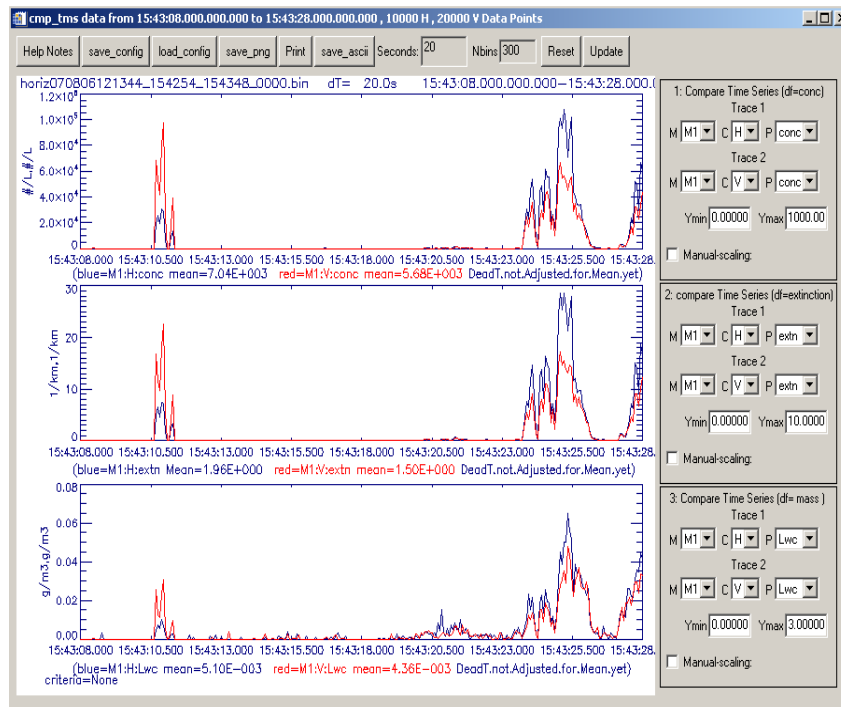 cmp_tms data from 15:43:08.000.000.000 to 15:43:28.000.000.000 , 10000 H , 20000 V Data Points
Help Notes save_config load_config save_png Print save_ascii Seconds: 20 Nbins 300 Reset Update
horiz070806121344_154254_154348_0000.bin dT= 20.0s 15:43:08.000.000.000–15:43:28.000.0
1.0×10⁵
8.0×10⁴
6.0×10⁴
4.0×10⁴
2.0×10⁴
0
#/L,#/L
15:43:08.000 15:43:10.500 15:43:13.000 15:43:15.500 15:43:18.000 15:43:20.500 15:43:23.000 15:43:25.500 15:43:28.
(blue=M1:H:conc mean=7.04E+003 red=M1:V:conc mean=5.68E+003 DeadT.not.Adjusted.for.Mean.yet)
30
20
10
0
1/km,1/km
15:43:08.000 15:43:10.500 15:43:13.000 15:43:15.500 15:43:18.000 15:43:20.500 15:43:23.000 15:43:25.500 15:43:28.
(blue=M1:H:extn Mean=1.96E+000 red=M1:V:extn mean=1.50E+000 DeadT.not.Adjusted.for.Mean.yet)
0.08
0.06
0.04
0.02
0.00
g/m3,g/m3
15:43:08.000 15:43:10.500 15:43:13.000 15:43:15.500 15:43:18.000 15:43:20.500 15:43:23.000 15:43:25.500 15:43:28.
(blue=M1:H:Lwc mean=5.10E-003 red=M1:V:Lwc mean=4.36E-003 DeadT.not.Adjusted.for.Mean.yet)
criteria=None
1: Compare Time Series (df=conc)
Trace 1
M M1 C H P conc
Trace 2
M M1 C V P conc
Ymin 0.00000 Ymax 1000.00
Manual-scaling:
2: compare Time Series (df=extinction)
Trace 1
M M1 C H P extn
Trace 2
M M1 C V P extn
Ymin 0.00000 Ymax 10.0000
Manual-scaling:
3: Compare Time Series (df= mass )
Trace 1
M M1 C H P Lwc
Trace 2
M M1 C V P Lwc
Ymin 0.00000 Ymax 3.00000
Manual-scaling: